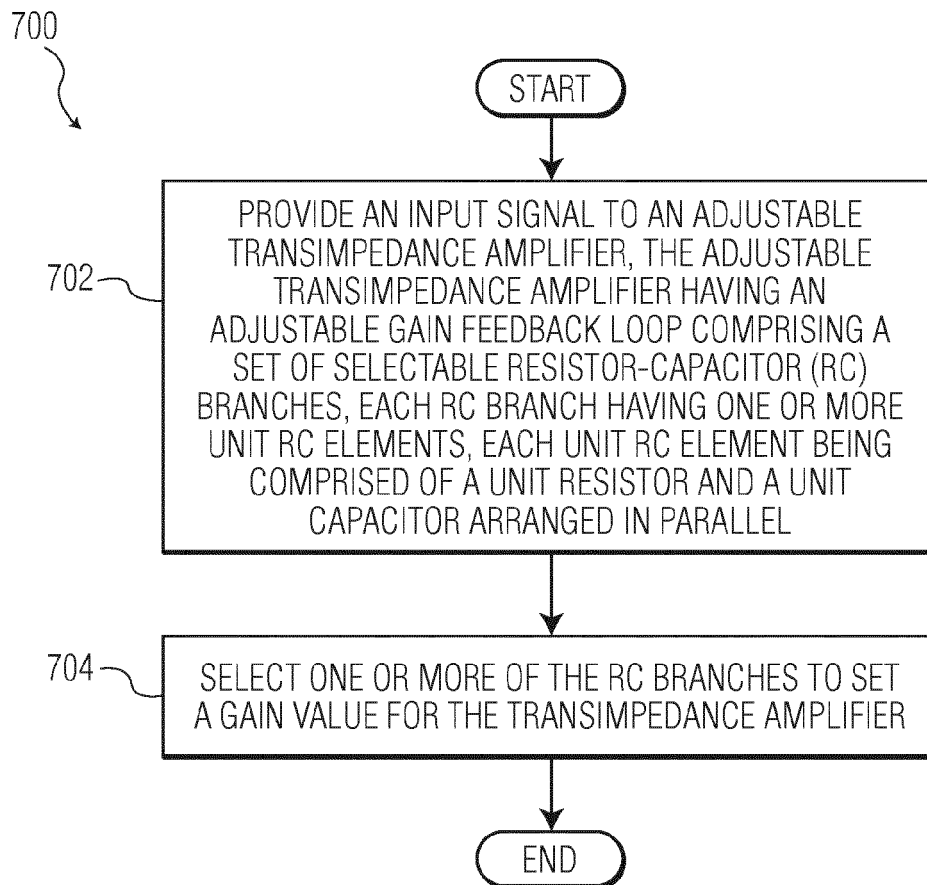 700
START
702
PROVIDE AN INPUT SIGNAL TO AN ADJUSTABLE
TRANSIMPEDANCE AMPLIFIER, THE ADJUSTABLE
TRANSIMPEDANCE AMPLIFIER HAVING AN
ADJUSTABLE GAIN FEEDBACK LOOP COMPRISING A
SET OF SELECTABLE RESISTOR-CAPACITOR (RC)
BRANCHES, EACH RC BRANCH HAVING ONE OR MORE
UNIT RC ELEMENTS, EACH UNIT RC ELEMENT BEING
COMPRISED OF A UNIT RESISTOR AND A UNIT
CAPACITOR ARRANGED IN PARALLEL
704
SELECT ONE OR MORE OF THE RC BRANCHES TO SET
A GAIN VALUE FOR THE TRANSIMPEDANCE AMPLIFIER
END